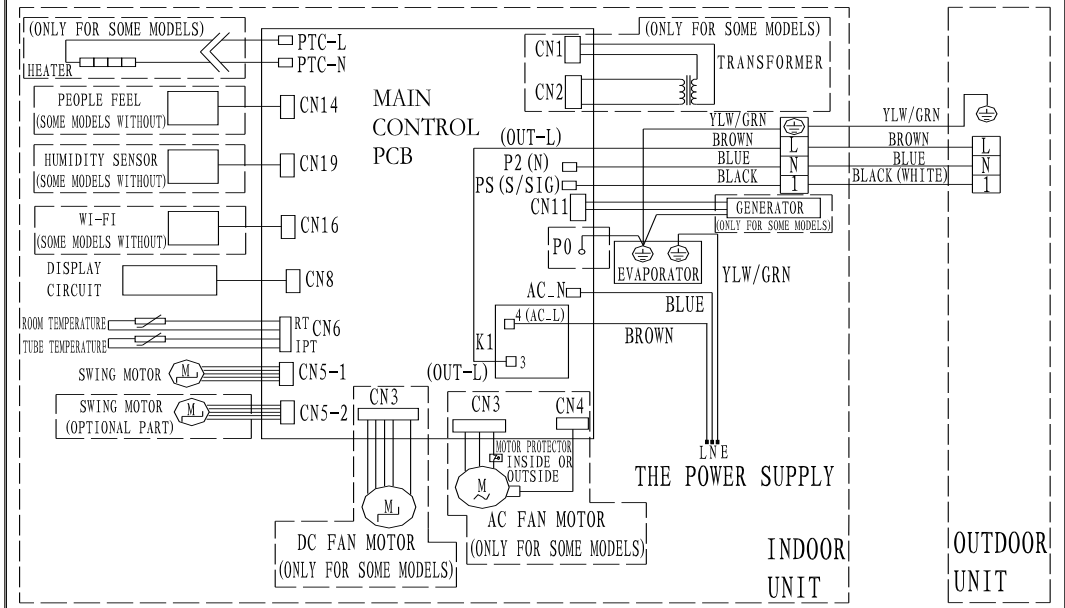 (ONLY FOR SOME MODELS)
PTC-L
PTC-N
HEATER
PEOPLE FEEL
(SOME MODELS WITHOUT)
CN14
HUMIDITY SENSOR
(SOME MODELS WITHOUT)
CN19
WI-FI
(SOME MODELS WITHOUT)
CN16
DISPLAY
CIRCUIT
CN8
ROOM TEMPERATURE
TUBE TEMPERATURE
RT
IPT
CN6
SWING MOTOR
M
CN5-1
SWING MOTOR
(OPTIONAL PART)
M
CN5-2
MAIN
CONTROL
PCB
(ONLY FOR SOME MODELS)
CN1
CN2
TRANSFORMER
(OUT-L)
P2(N)
PS(S/SIG)
CN11
YLW/GRN
BROWN
BLUE
BLACK
L
N
1
YLW/GRN
BROWN
BLUE
BLACK(WHITE)
L
N
1
GENERATOR
(ONLY FOR SOME MODELS)
P0
EVAPORATOR
YLW/GRN
AC_N
BLUE
4(AC_L)
BROWN
K1
3
(OUT-L)
CN3
M
DC FAN MOTOR
(ONLY FOR SOME MODELS)
CN3
CN4
MOTOR PROTECTOR
INSIDE OR
OUTSIDE
M
AC FAN MOTOR
(ONLY FOR SOME MODELS)
LNE
THE POWER SUPPLY
INDOOR
UNIT
OUTDOOR
UNIT